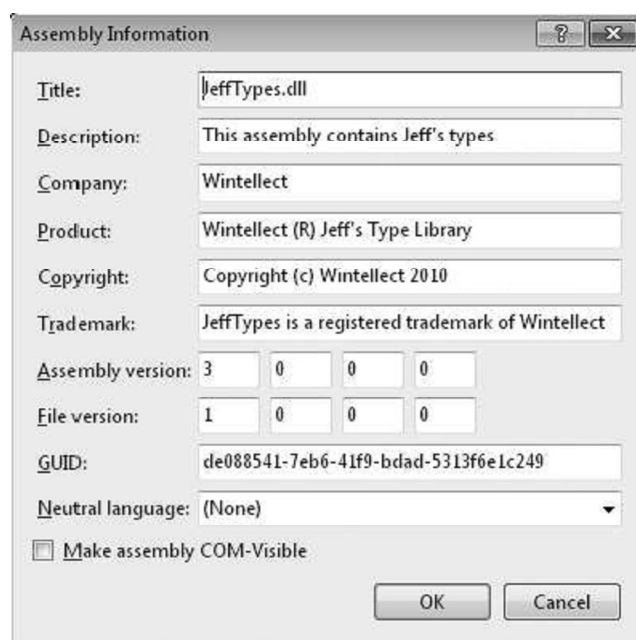 Assembly Information
Title: JeffTypes.dll
Description: This assembly contains Jeff's types
Company: Wintellect
Product: Wintellect (R) Jeff's Type Library
Copyright: Copyright (c) Wintellect 2010
Trademark: JeffTypes is a registered trademark of Wintellect
Assembly version: 3 0 0 0
File version: 1 0 0 0
GUID: de088541-7eb6-41f9-bdad-5313f6e1c249
Neutral language: (None)
Make assembly COM-Visible
OK Cancel